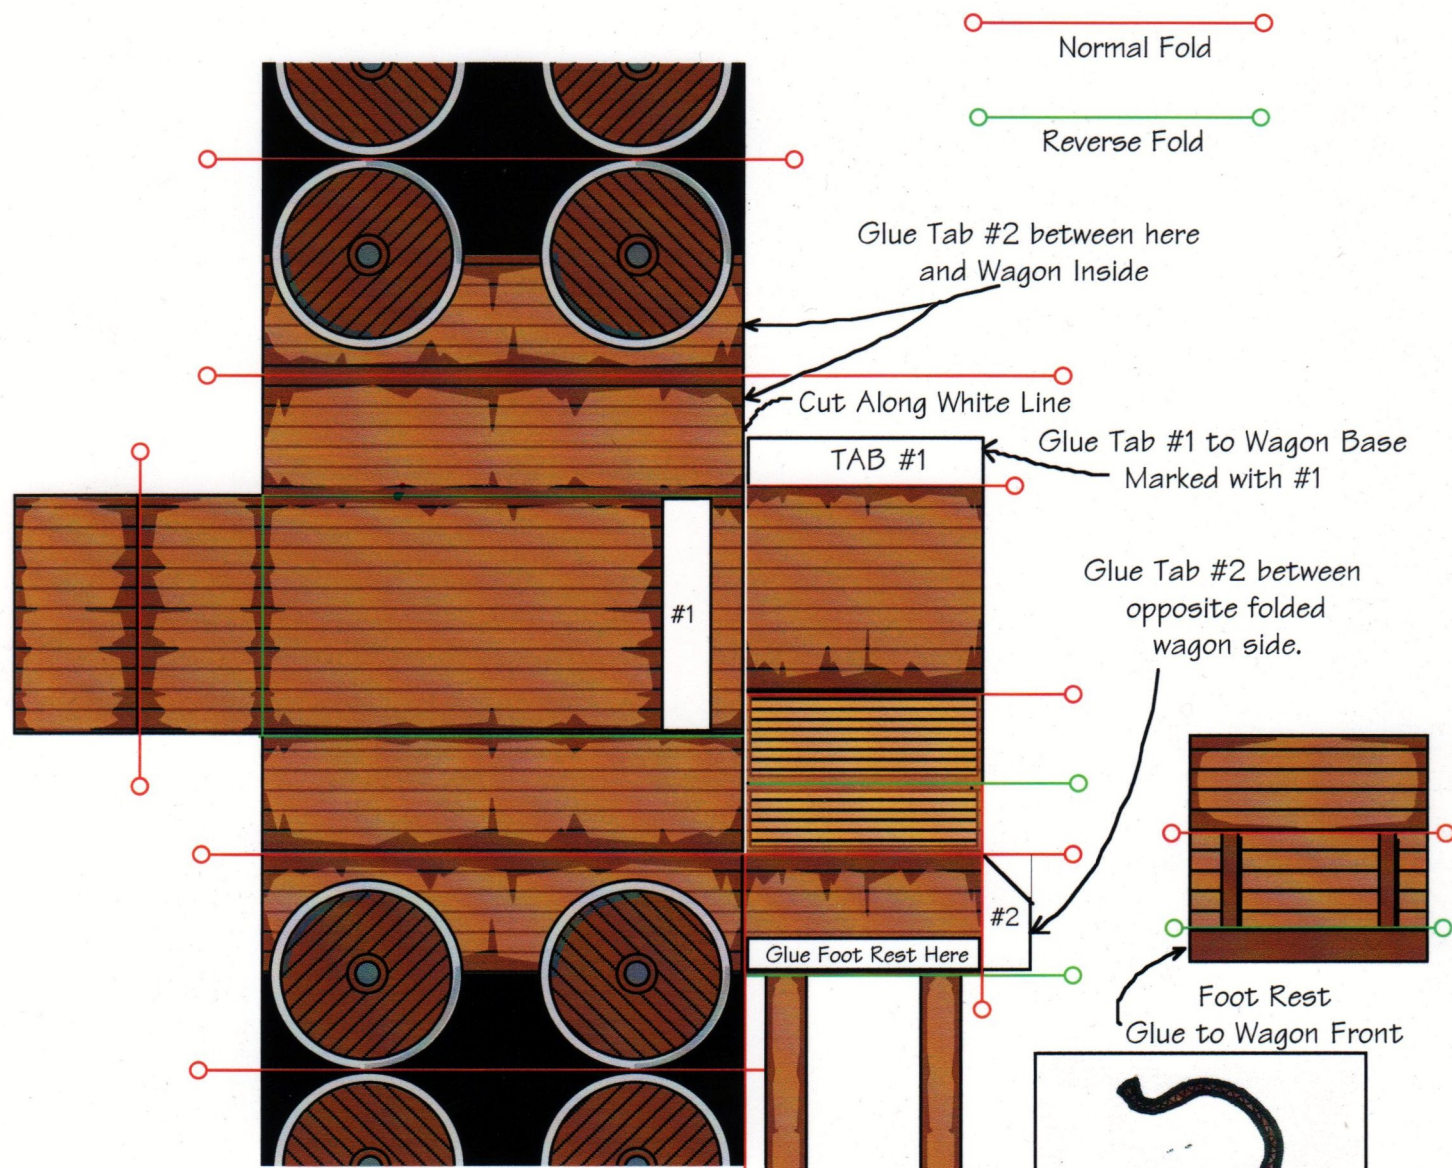 Normal Fold
Reverse Fold
Glue Tab #2 between here
and Wagon Inside
Cut Along White Line
TAB #1
Glue Tab #1 to Wagon Base
Marked with #1
Glue Tab #2 between
opposite folded
wagon side.
#1
#2
Glue Foot Rest Here
Foot Rest
Glue to Wagon Front